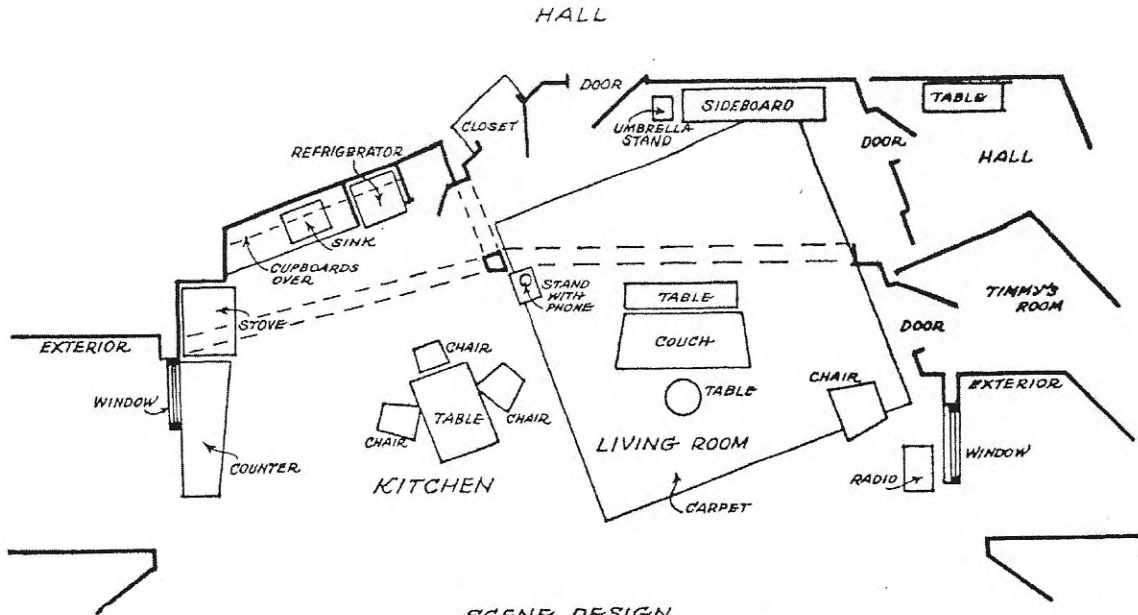 HALL
DOOR
SIDEBOARD
TABLE
UMBRELLA
STAND
CLOSET
DOOR
HALL
REFRIGERATOR
SINK
CUPBOARDS
OVER
STAND
WITH
PHONE
TABLE
TIMMY'S
ROOM
STOVE
COUCH
DOOR
EXTERIOR
CHAIR
EXTERIOR
CHAIR
WINDOW
TABLE
TABLE
CHAIR
CHAIR
LIVING ROOM
WINDOW
COUNTER
KITCHEN
RADIO
CARPET
SCENE DESIGN